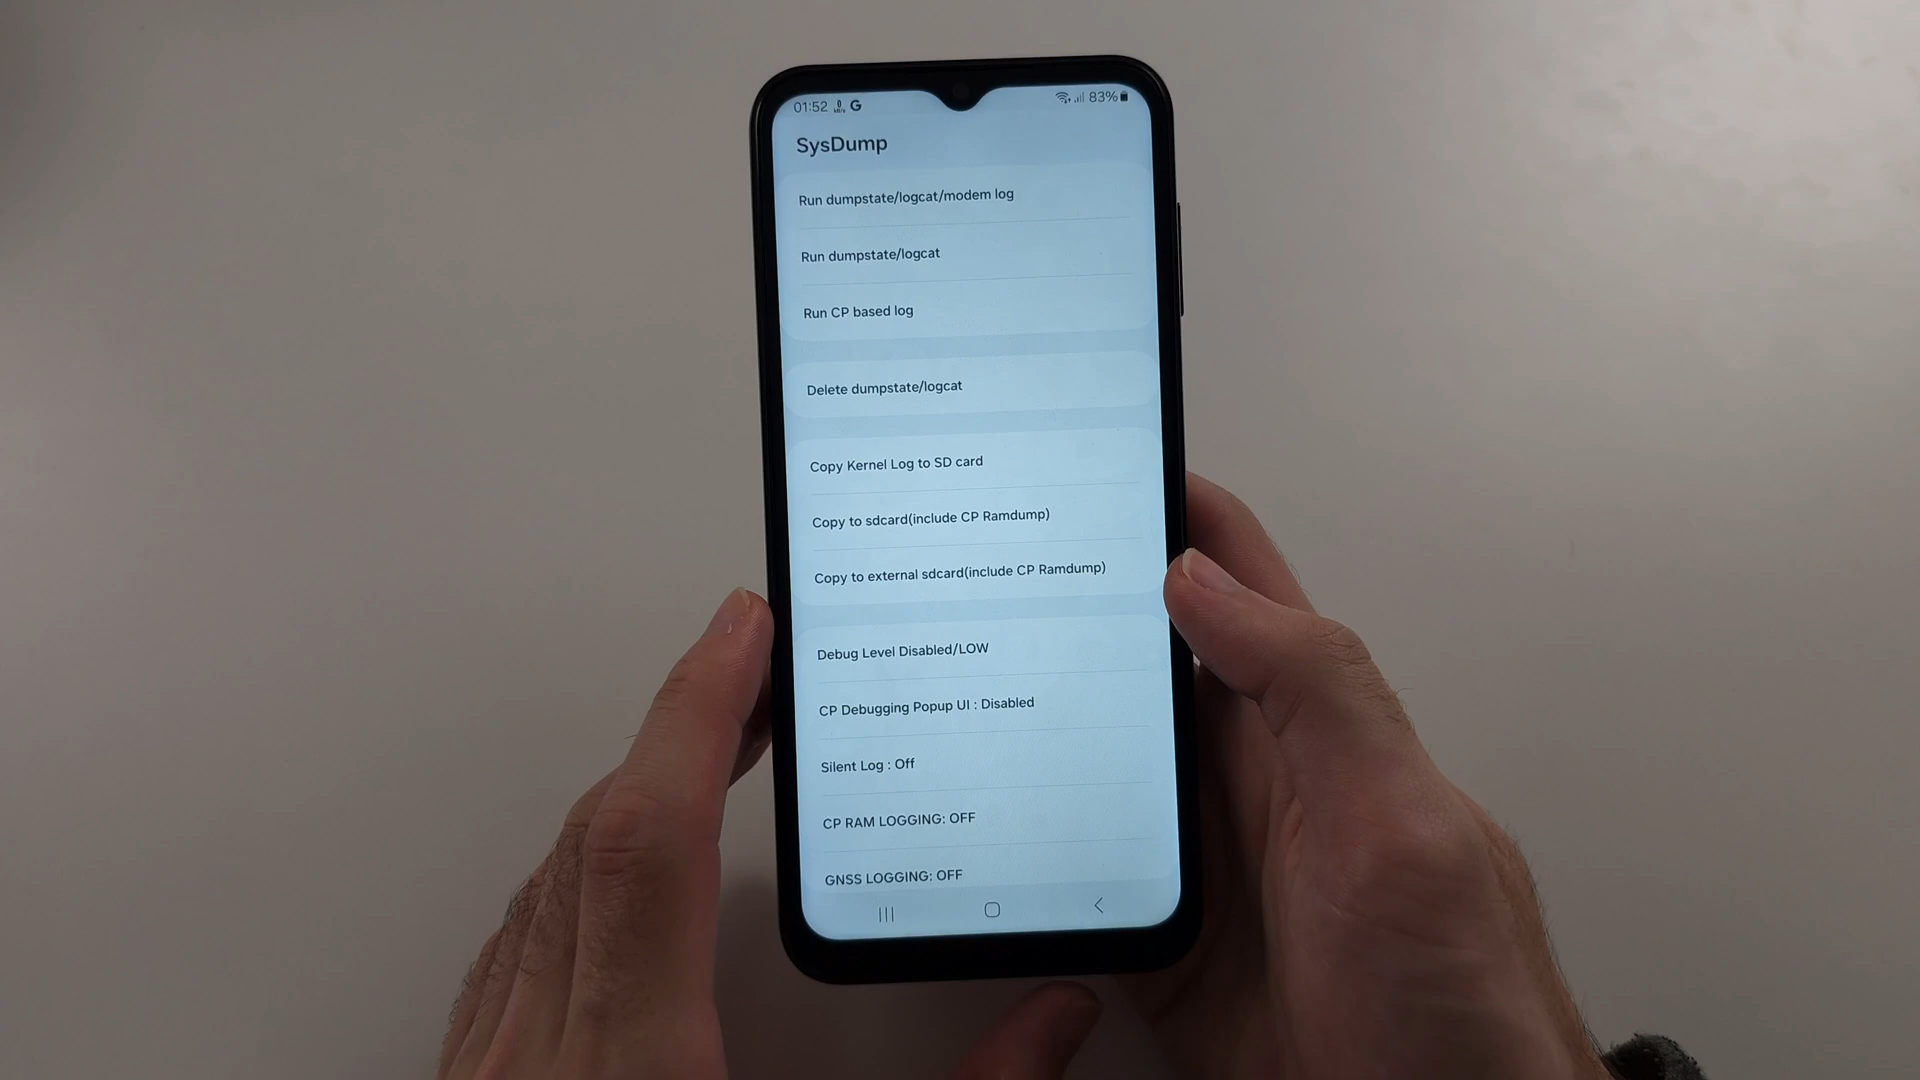 01:52 G 83%
SysDump
Run dumpstate/logcat/modem log
Run dumpstate/logcat
Run CP based log
Delete dumpstate/logcat
Copy Kernel Log to SD card
Copy to sdcard(include CP Ramdump)
Copy to external sdcard(include CP Ramdump)
Debug Level Disabled/LOW
CP Debugging Popup UI : Disabled
Silent Log : Off
CP RAM LOGGING: OFF
GNSS LOGGING: OFF